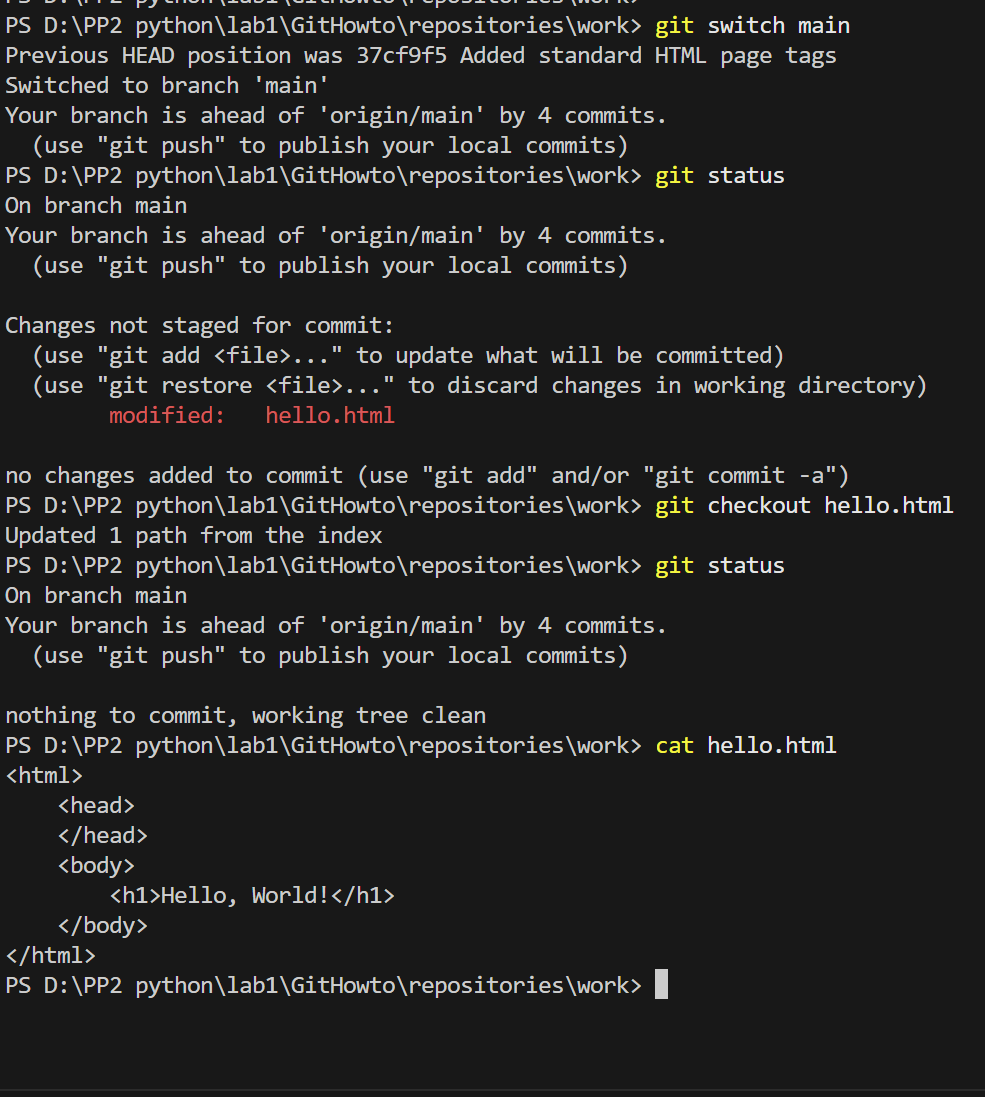 PS D:\PP2 python\lab1\GitHowto\repositories\work>
PS D:\PP2 python\lab1\GitHowto\repositories\work> git switch main
Previous HEAD position was 37cf9f5 Added standard HTML page tags
Switched to branch 'main'
Your branch is ahead of 'origin/main' by 4 commits.
  (use "git push" to publish your local commits)
PS D:\PP2 python\lab1\GitHowto\repositories\work> git status
On branch main
Your branch is ahead of 'origin/main' by 4 commits.
  (use "git push" to publish your local commits)

Changes not staged for commit:
  (use "git add <file>..." to update what will be committed)
  (use "git restore <file>..." to discard changes in working directory)
        modified:   hello.html

no changes added to commit (use "git add" and/or "git commit -a")
PS D:\PP2 python\lab1\GitHowto\repositories\work> git checkout hello.html
Updated 1 path from the index
PS D:\PP2 python\lab1\GitHowto\repositories\work> git status
On branch main
Your branch is ahead of 'origin/main' by 4 commits.
  (use "git push" to publish your local commits)

nothing to commit, working tree clean
PS D:\PP2 python\lab1\GitHowto\repositories\work> cat hello.html
<html>
    <head>
    </head>
    <body>
        <h1>Hello, World!</h1>
    </body>
</html>
PS D:\PP2 python\lab1\GitHowto\repositories\work>